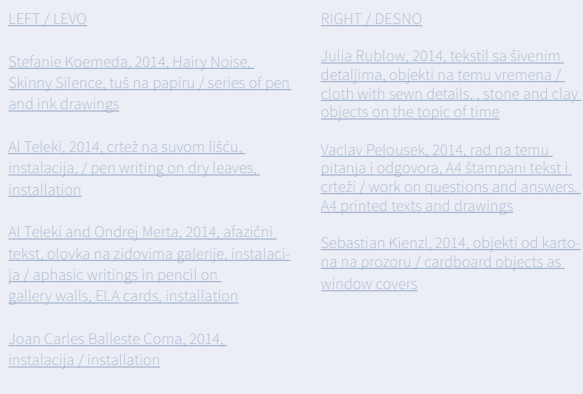 LEFT / LEVO
Stefanie Koemeda, 2014, Hairy Noise,
Skinny Silence, tuš na papiru / series of pen
and ink drawings
Al Teleki, 2014, crtež na suvom lišću,
instalacija, / pen writing on dry leaves,
installation
Al Teleki and Ondrej Merta, 2014, afazični
tekst, olovka na zidovima galerije, instalaci-
ja / aphasic writings in pencil on
gallery walls, ELA cards, installation
Joan Carles Balleste Coma, 2014,
instalacija / installation
RIGHT / DESNO
Julia Rublow, 2014, tekstil sa šivenim
detaljima, objekti na temu vremena /
cloth with sewn details, , stone and clay
objects on the topic of time
Vaclav Pelousek, 2014, rad na temu
pitanja i odgovora, A4 štampani tekst i
crteži / work on questions and answers,
A4 printed texts and drawings
Sebastian Kienzl, 2014, objekti od karto-
na na prozoru / cardboard objects as
window covers